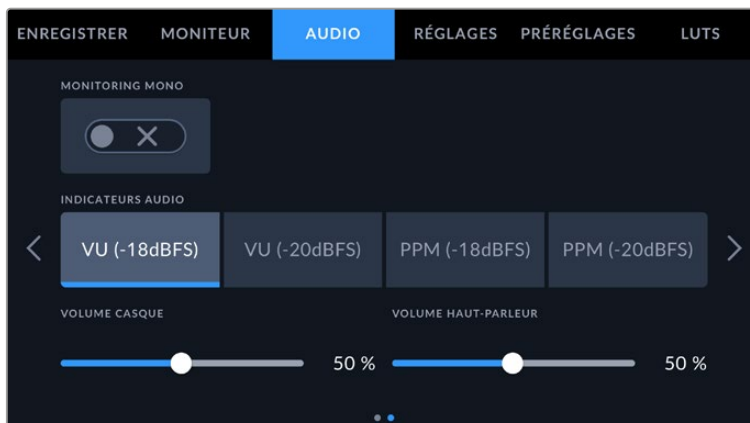 ENREGISTRER MONITEUR AUDIO RÉGLAGES PRÉRÉGLAGES LUTS
MONITORING MONO
INDICATEURS AUDIO
VU (-18dBFS) VU (-20dBFS) PPM (-18dBFS) PPM (-20dBFS)
VOLUME CASQUE VOLUME HAUT-PARLEUR
50 % 50 %